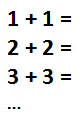 1 + 1 =
2 + 2 =
3 + 3 =
...